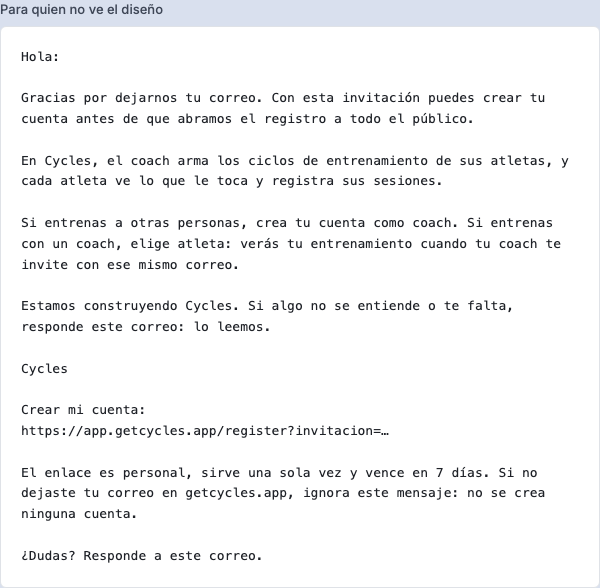 Para quien no ve el diseño
Hola:
Gracias por dejarnos tu correo. Con esta invitación puedes crear tu
cuenta antes de que abramos el registro a todo el público.
En Cycles, el coach arma los ciclos de entrenamiento de sus atletas, y
cada atleta ve lo que le toca y registra sus sesiones.
Si entrenas a otras personas, crea tu cuenta como coach. Si entrenas
con un coach, elige atleta: verás tu entrenamiento cuando tu coach te
invite con ese mismo correo.
Estamos construyendo Cycles. Si algo no se entiende o te falta,
responde este correo: lo leemos.
Cycles
Crear mi cuenta:
https://app.getcycles.app/register?invitacion=…
El enlace es personal, sirve una sola vez y vence en 7 días. Si no
dejaste tu correo en getcycles.app, ignora este mensaje: no se crea
ninguna cuenta.
¿Dudas? Responde a este correo.